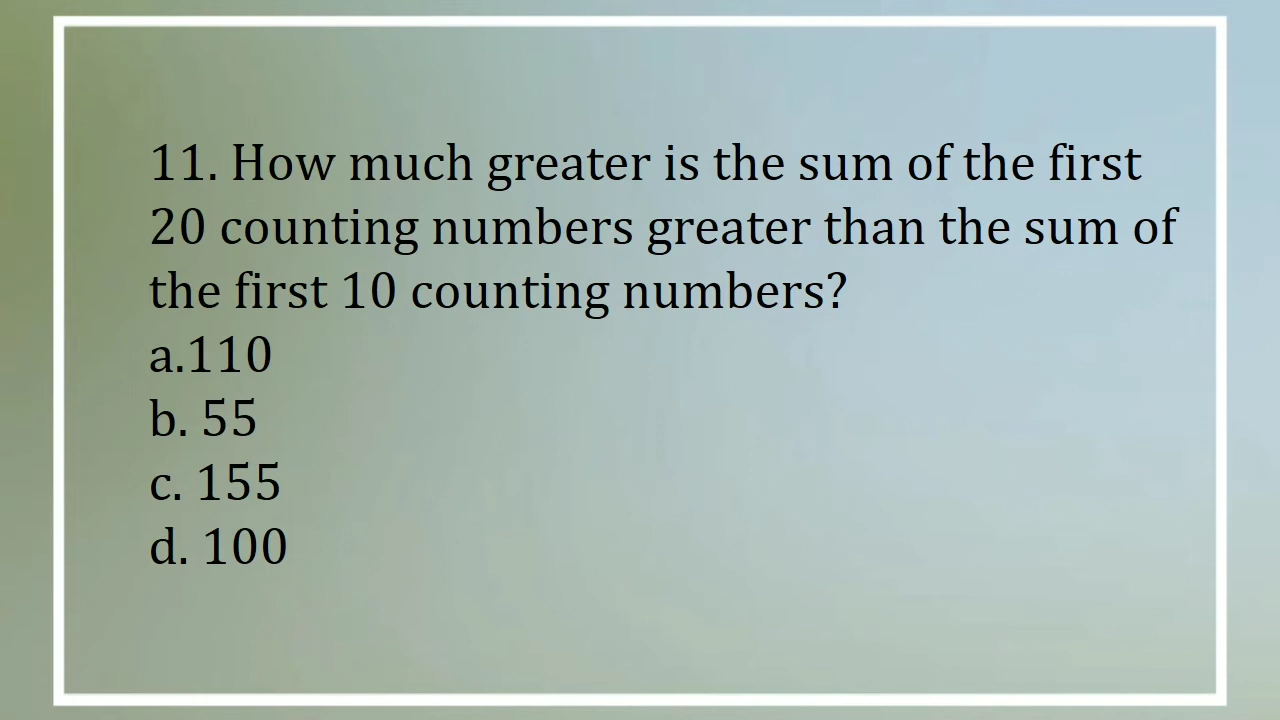 11. How much greater is the sum of the first
20 counting numbers greater than the sum of
the first 10 counting numbers?
a.110
b. 55
c. 155
d. 100